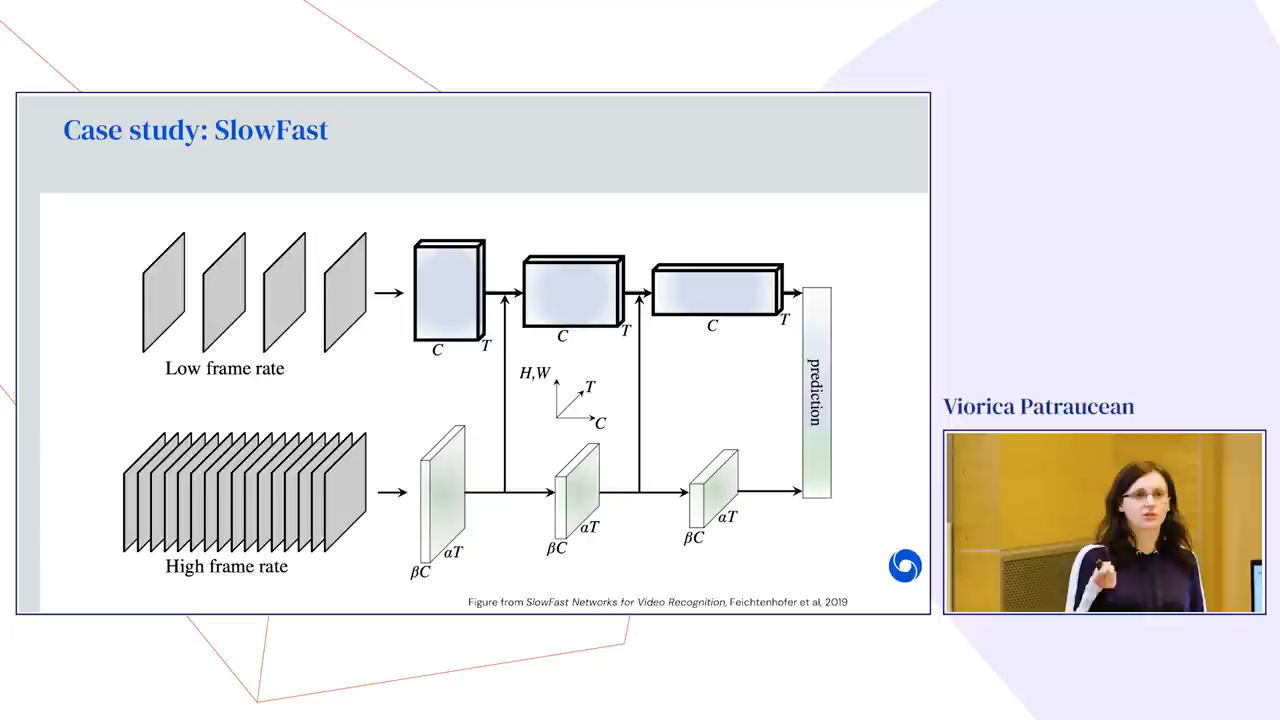 Case study: SlowFast
Low frame rate
C
T
C
T
C
T
H,W
T
C
prediction
High frame rate
βC
αT
βC
αT
βC
αT
Figure from SlowFast Networks for Video Recognition, Feichtenhofer et al, 2019
Viorica Patraucean